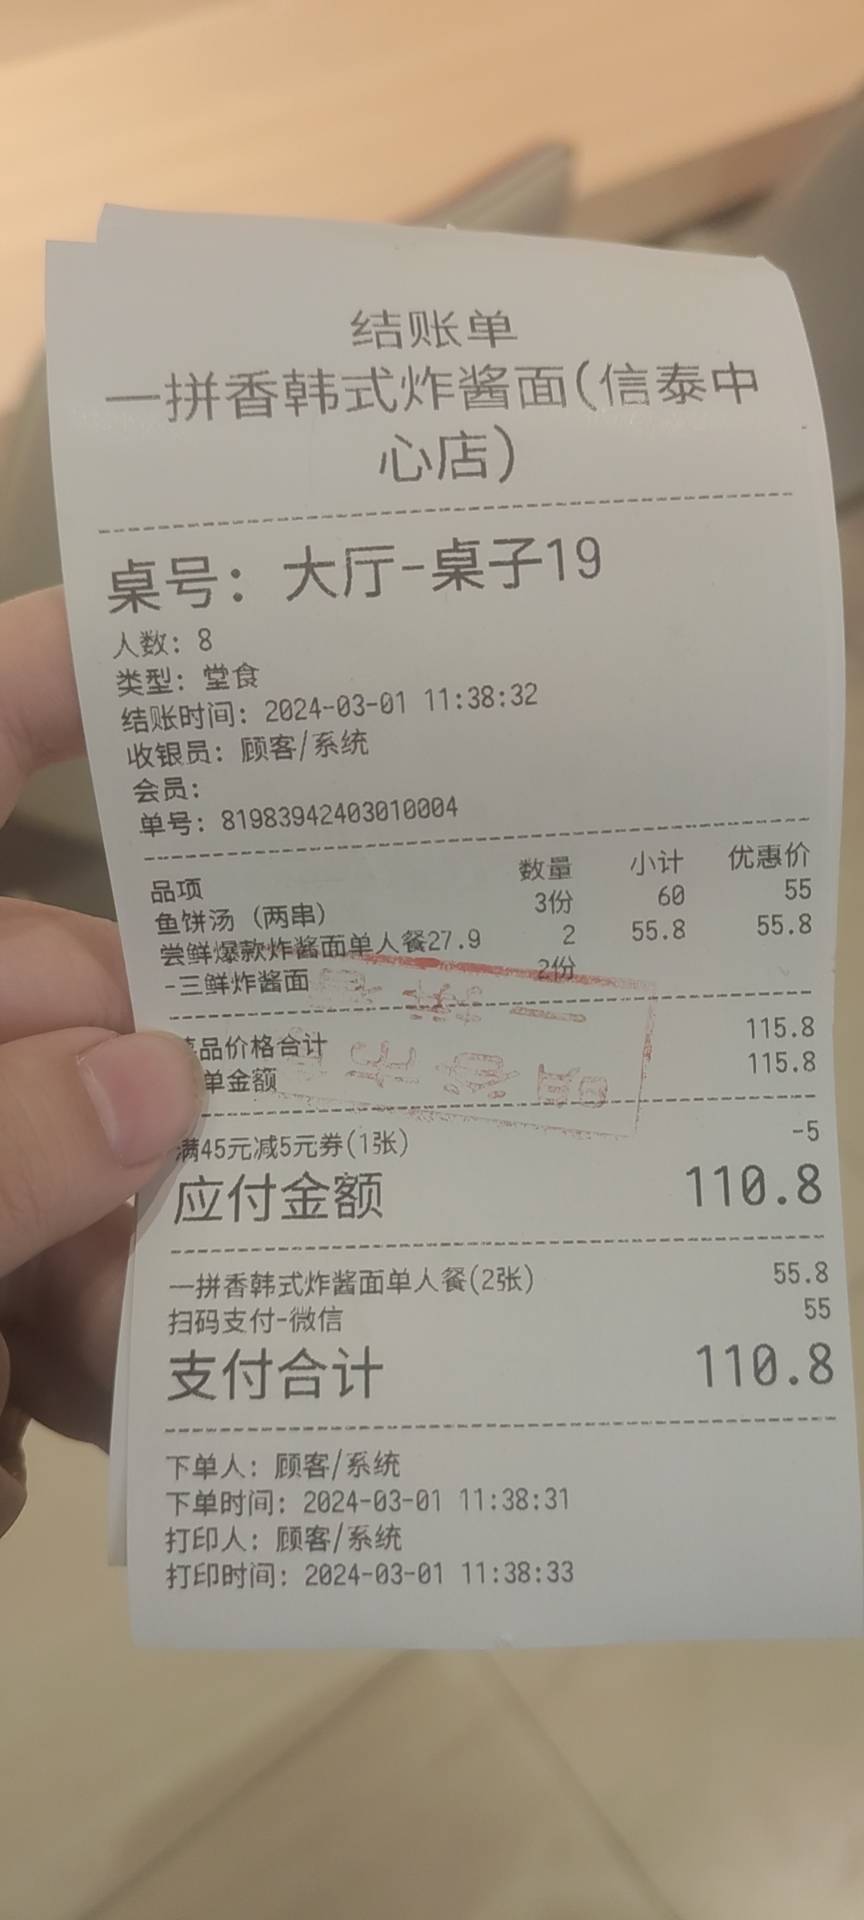 结账单
一拼香韩式炸酱面(信泰中
心店)
桌号: 大厅-桌子19
人数: 8
类型: 堂食
结账时间: 2024-03-01 11:38:32
收银员: 顾客/系统
会员:
单号: 81983942403010004
品项 数量 小计 优惠价
鱼饼汤 (两串) 3份 60 55
尝鲜爆款炸酱面单人餐27.9 2 55.8 55.8
-三鲜炸酱面 2份
品价格合计 115.8
单金额 115.8
满45元减5元券(1张) -5
应付金额 110.8
一拼香韩式炸酱面单人餐(2张) 55.8
扫码支付-微信 55
支付合计 110.8
下单人: 顾客/系统
下单时间: 2024-03-01 11:38:31
打印人: 顾客/系统
打印时间: 2024-03-01 11:38:33